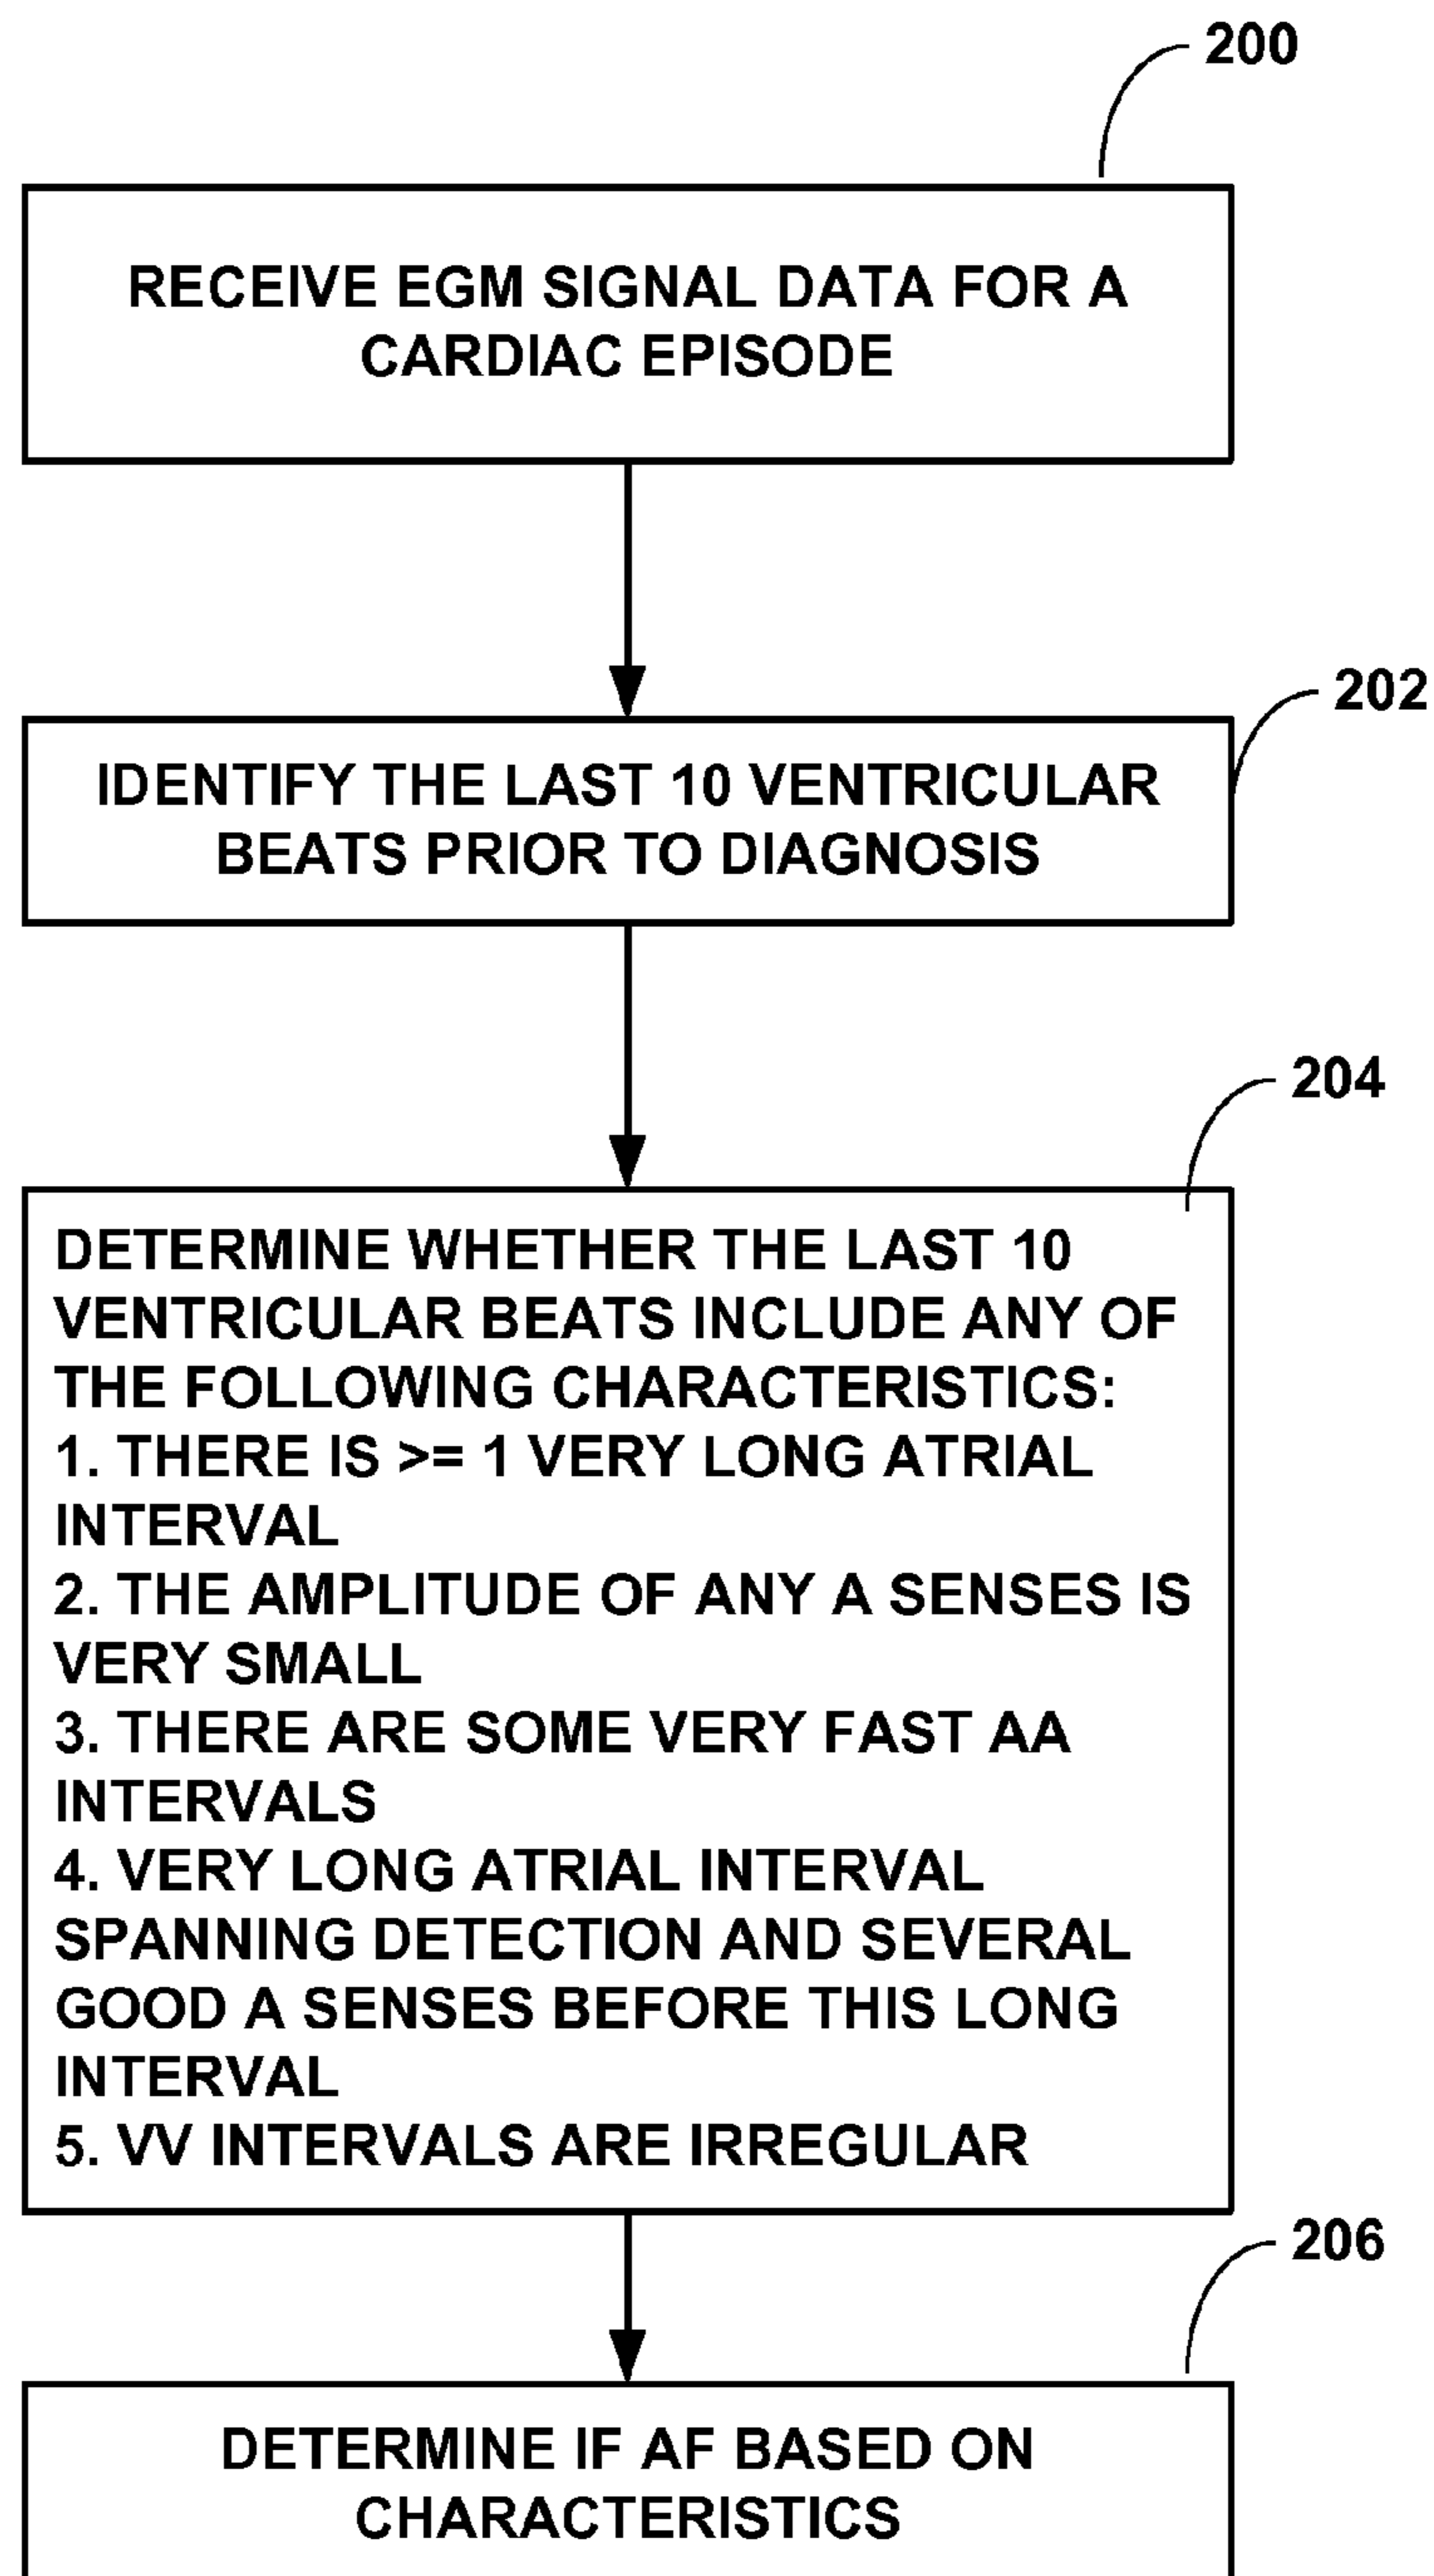 200
RECEIVE EGM SIGNAL DATA FOR A
CARDIAC EPISODE
202
IDENTIFY THE LAST 10 VENTRICULAR
BEATS PRIOR TO DIAGNOSIS
204
DETERMINE WHETHER THE LAST 10
VENTRICULAR BEATS INCLUDE ANY OF
THE FOLLOWING CHARACTERISTICS:
1. THERE IS >= 1 VERY LONG ATRIAL
INTERVAL
2. THE AMPLITUDE OF ANY A SENSES IS
VERY SMALL
3. THERE ARE SOME VERY FAST AA
INTERVALS
4. VERY LONG ATRIAL INTERVAL
SPANNING DETECTION AND SEVERAL
GOOD A SENSES BEFORE THIS LONG
INTERVAL
5. VV INTERVALS ARE IRREGULAR
206
DETERMINE IF AF BASED ON
CHARACTERISTICS